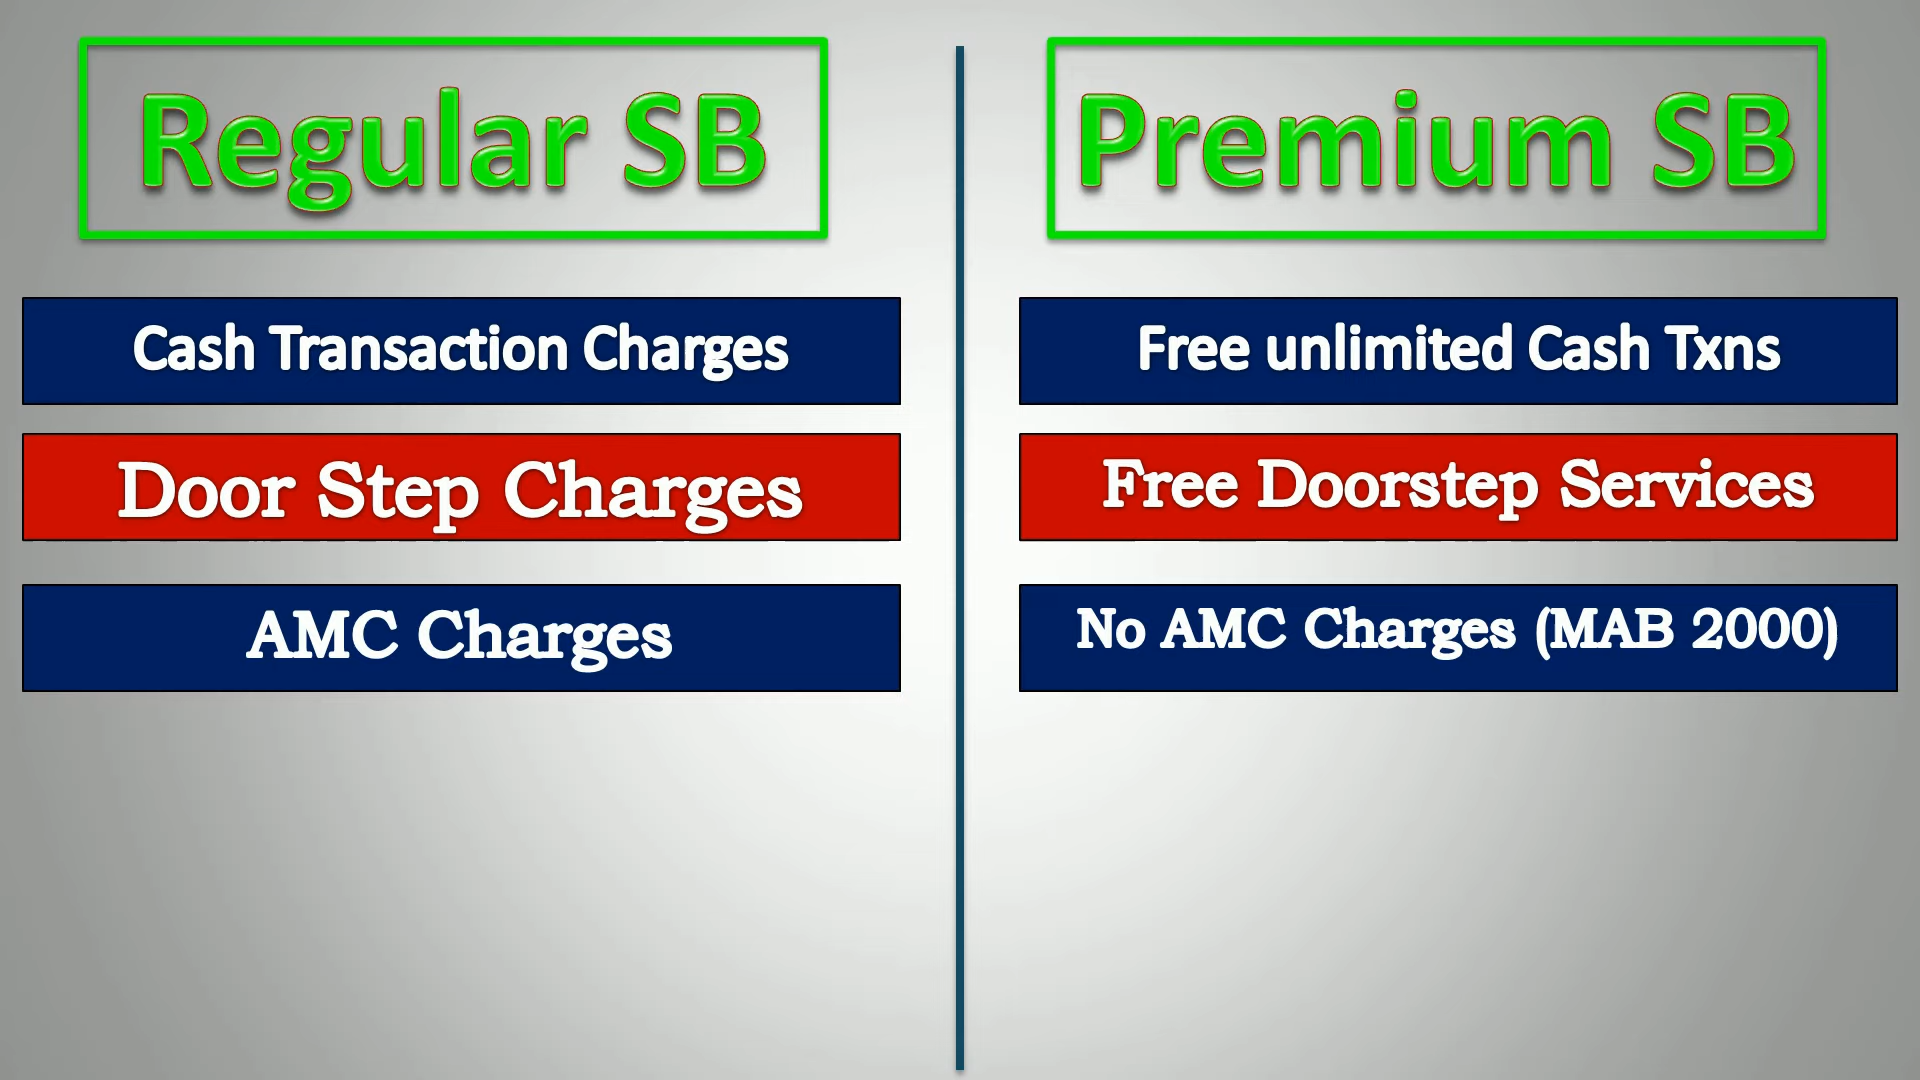 Regular SB
Premium SB
Cash Transaction Charges
Free unlimited Cash Txns
Door Step Charges
Free Doorstep Services
AMC Charges
No AMC Charges (MAB 2000)